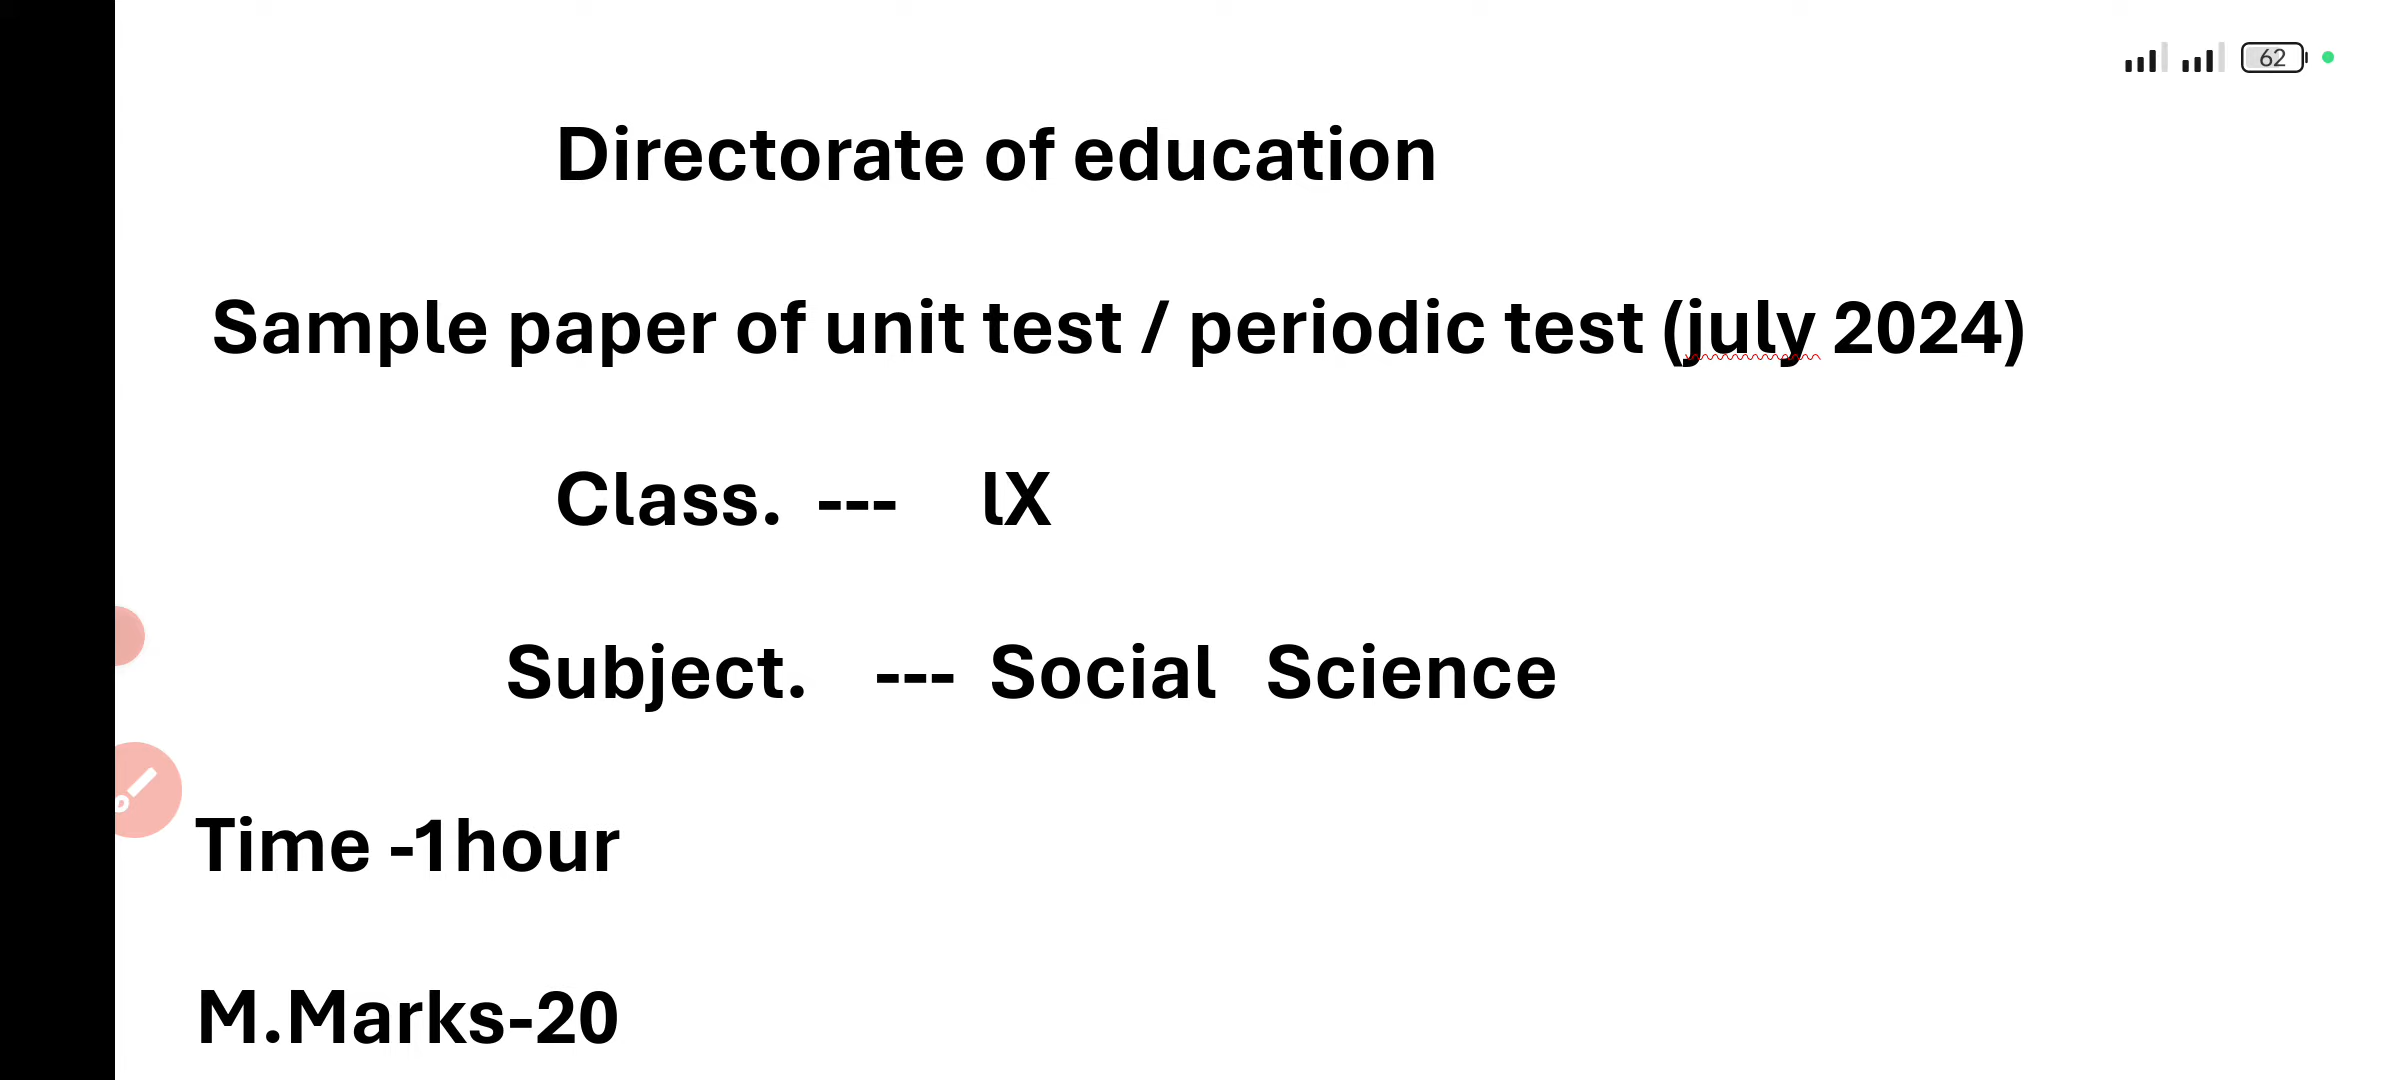 62
Directorate of education
Sample paper of unit test / periodic test (july 2024)
Class. --- lX
Subject. --- Social Science
Time -1hour
M.Marks-20